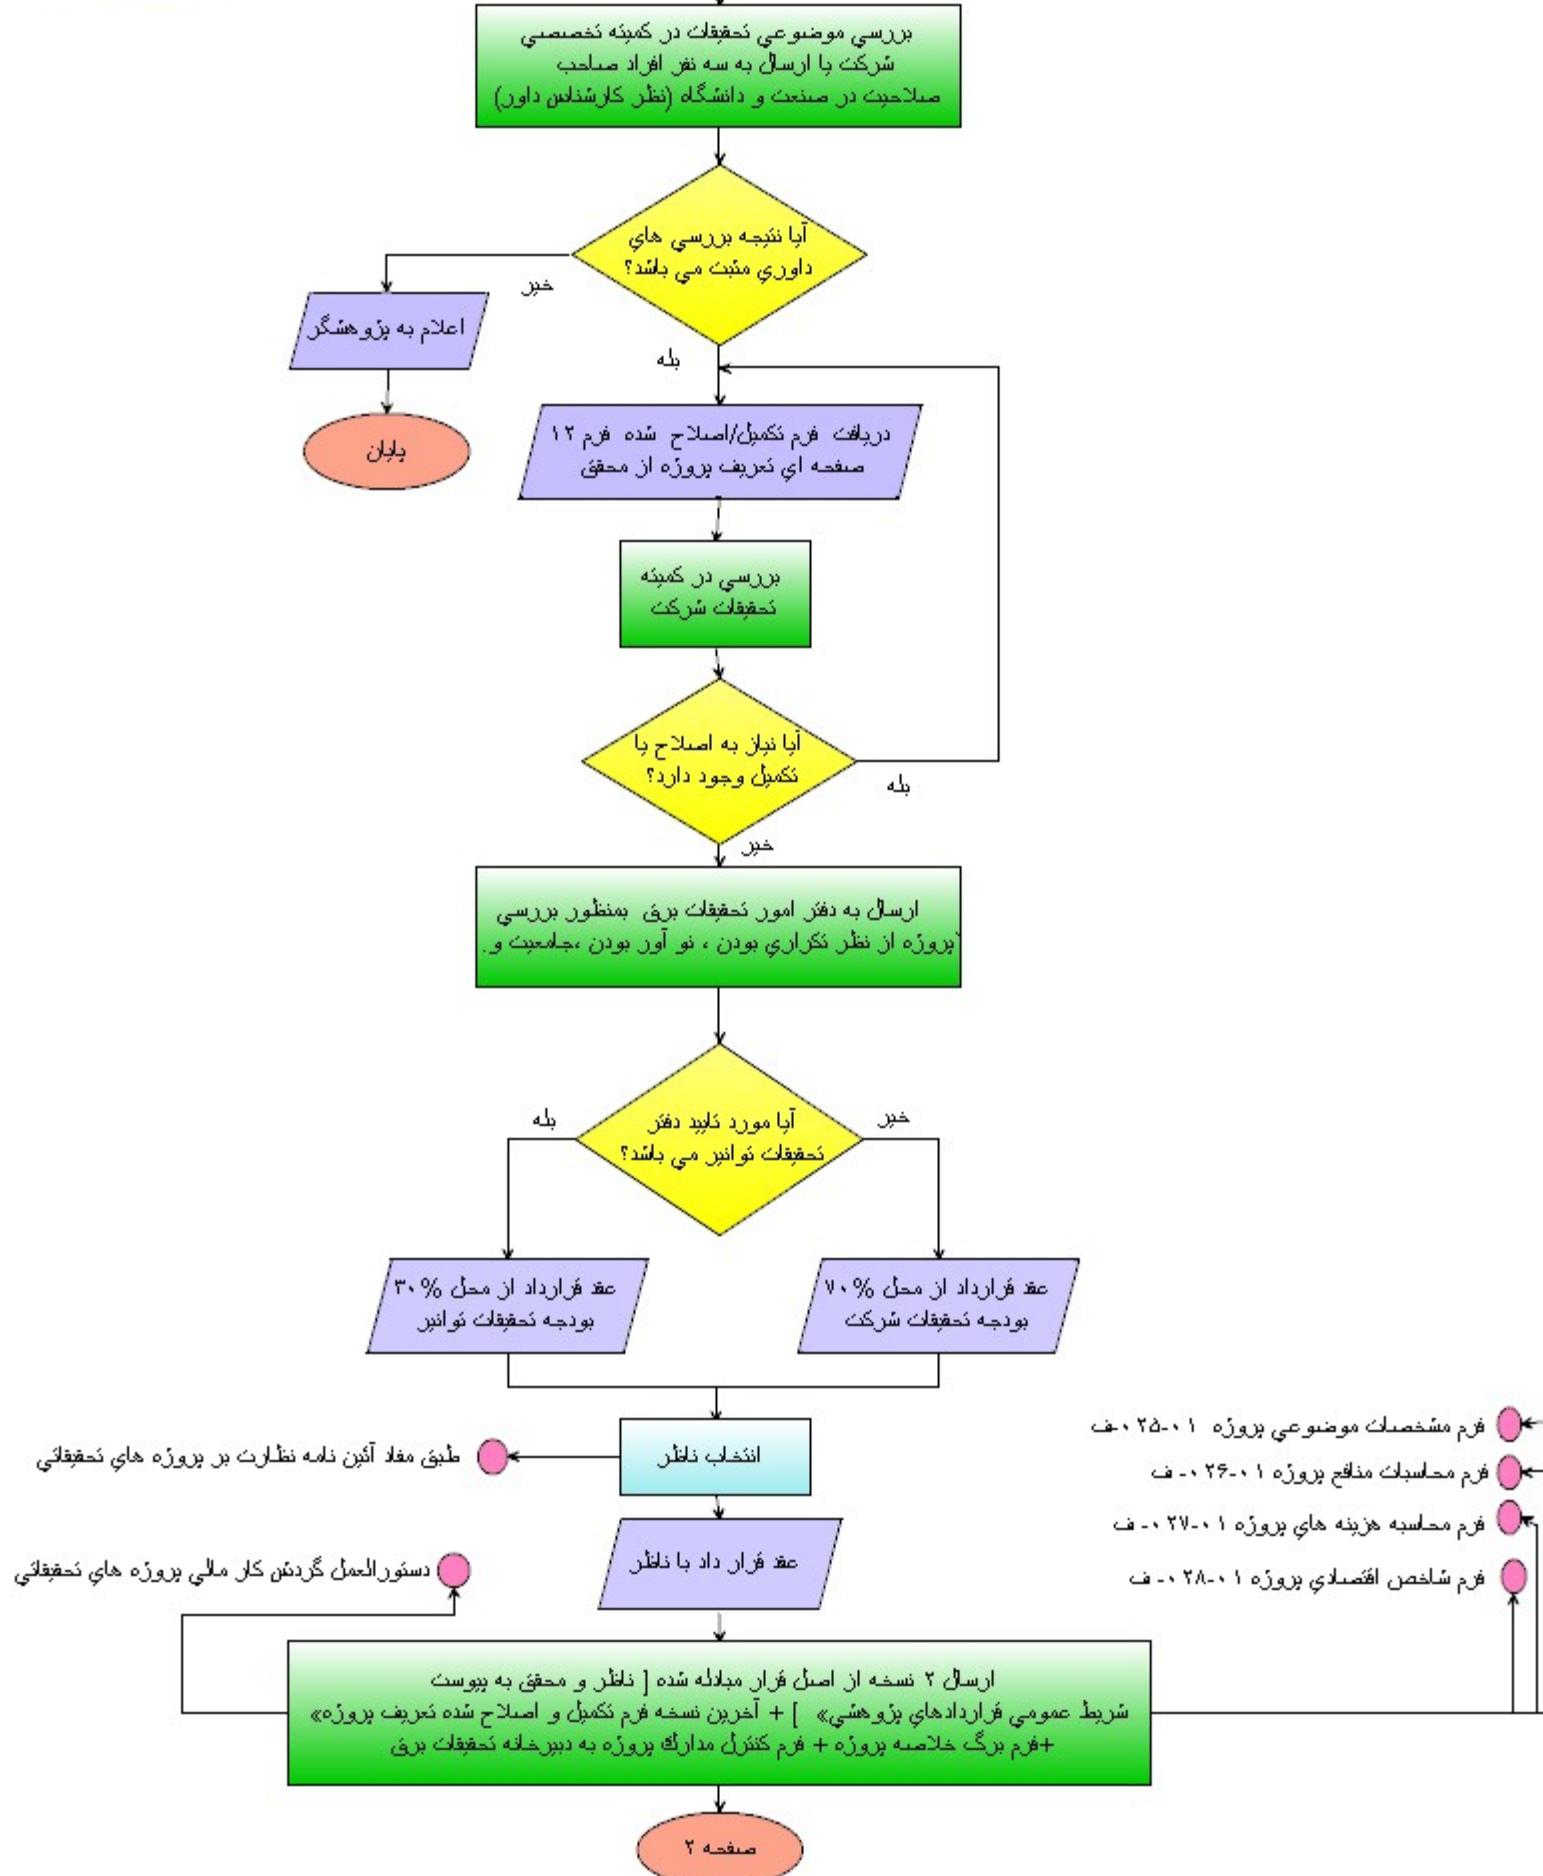 بررسي موضوعي تحقيقات در كميته تخصصي
شركت يا ارسال به سه نفر افراد صاحب
صلاحيت در صنعت و دانشگاه (نظر كارشناس داور)
آيا نتيجه بررسي هاي
داوري مثبت مي باشد؟
خير
اعلام به پژوهشگر
پايان
بله
دريافت فرم تكميل/اصلاح شده فرم ۱۲
صفحه اي تعريف پروژه از محقق
بررسي در كميته
تحقيقات شركت
آيا نياز به اصلاح يا
تكميل وجود دارد؟
بله
خير
ارسال به دفتر امور تحقيقات برق بمنظور بررسي
پروژه از نظر تكراري بودن ، نو آور بودن ،جامعيت و.
آيا مورد تاييد دفتر
تحقيقات توانير مي باشد؟
بله
خير
عقد قرارداد از محل %۳۰
بودجه تحقيقات توانير
عقد قرارداد از محل %۷۰
بودجه تحقيقات شركت
انتخاب ناظر
طبق مفاد آئين نامه نظارت بر پروژه هاي تحقيقاتي
فرم مشخصات موضوعي پروژه ۰۱-۰۲۵-ف
فرم محاسبات منافع پروژه ۰۱-۰۲۶- ف
فرم محاسبه هزينه هاي پروژه ۰۱-۰۲۷- ف
فرم شاخص اقتصادي پروژه ۰۱-۰۲۸- ف
عقد قرار داد با ناظر
دستورالعمل گردش كار مالي پروژه هاي تحقيقاتي
ارسال ۲ نسخه از اصل قرار مبادله شده [ ناظر و محقق به پيوست
شريط عمومي قراردادهاي پژوهشي» ] + آخرين نسخه فرم تكميل و اصلاح شده تعريف پروژه»
+فرم برگ خلاصه پروژه + فرم كنترل مدارك پروژه به دبيرخانه تحقيقات برق
صفحه ۲